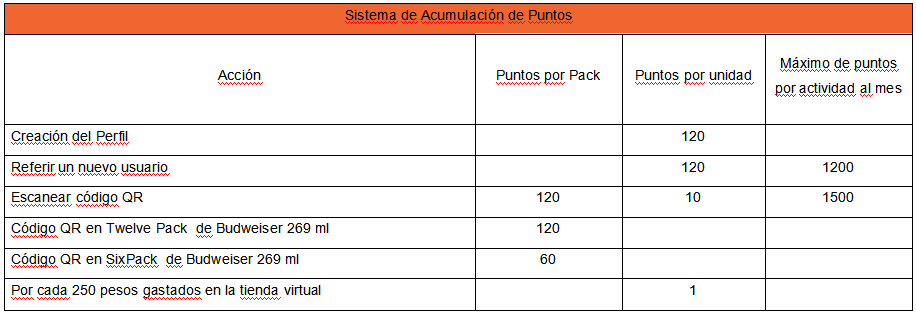 Sistema de Acumulación de Puntos
Acción Puntos por Pack Puntos por unidad Máximo de puntos
por actividad al mes
Creación del Perfil 120
Referir un nuevo usuario 120 1200
Escanear código QR 120 10 1500
Código QR en Twelve Pack  de Budweiser 269 ml 120
Código QR en SixPack  de Budweiser 269 ml 60
Por cada 250 pesos gastados en la tienda virtual 1